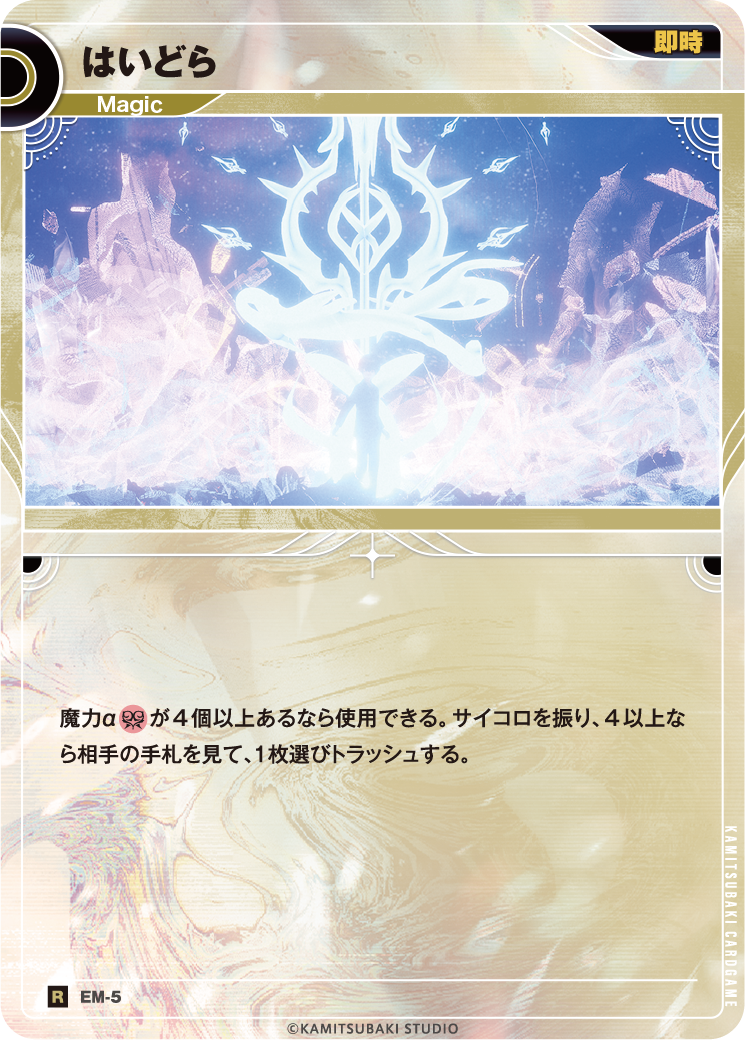 はいどら
即時
Magic
魔力α が４個以上あるなら使用できる。サイコロを振り、４以上な
ら相手の手札を見て、1枚選びトラッシュする。
KAMITSUBAKI CARDGAME
R EM-5
©KAMITSUBAKI STUDIO